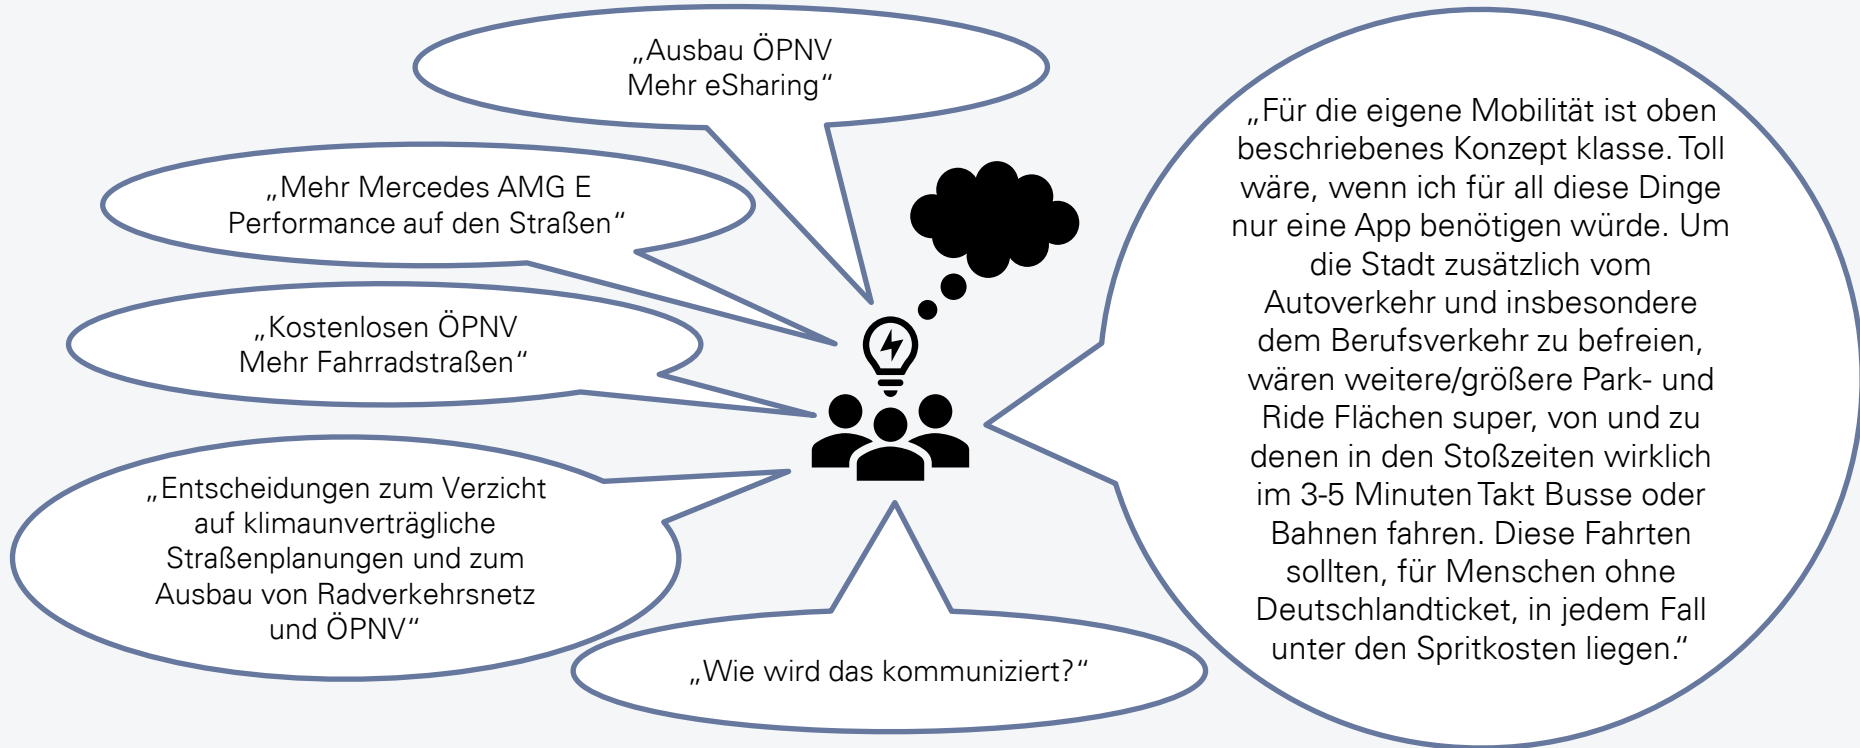 „Ausbau ÖPNV
Mehr eSharing“
„Mehr Mercedes AMG E
Performance auf den Straßen“
„Kostenlosen ÖPNV
Mehr Fahrradstraßen“
„Entscheidungen zum Verzicht
auf klimaunverträgliche
Straßenplanungen und zum
Ausbau von Radverkehrsnetz
und ÖPNV“
„Wie wird das kommuniziert?“
„Für die eigene Mobilität ist oben
beschriebenes Konzept klasse. Toll
wäre, wenn ich für all diese Dinge
nur eine App benötigen würde. Um
die Stadt zusätzlich vom
Autoverkehr und insbesondere
dem Berufsverkehr zu befreien,
wären weitere/größere Park- und
Ride Flächen super, von und zu
denen in den Stoßzeiten wirklich
im 3-5 Minuten Takt Busse oder
Bahnen fahren. Diese Fahrten
sollten, für Menschen ohne
Deutschlandticket, in jedem Fall
unter den Spritkosten liegen.“